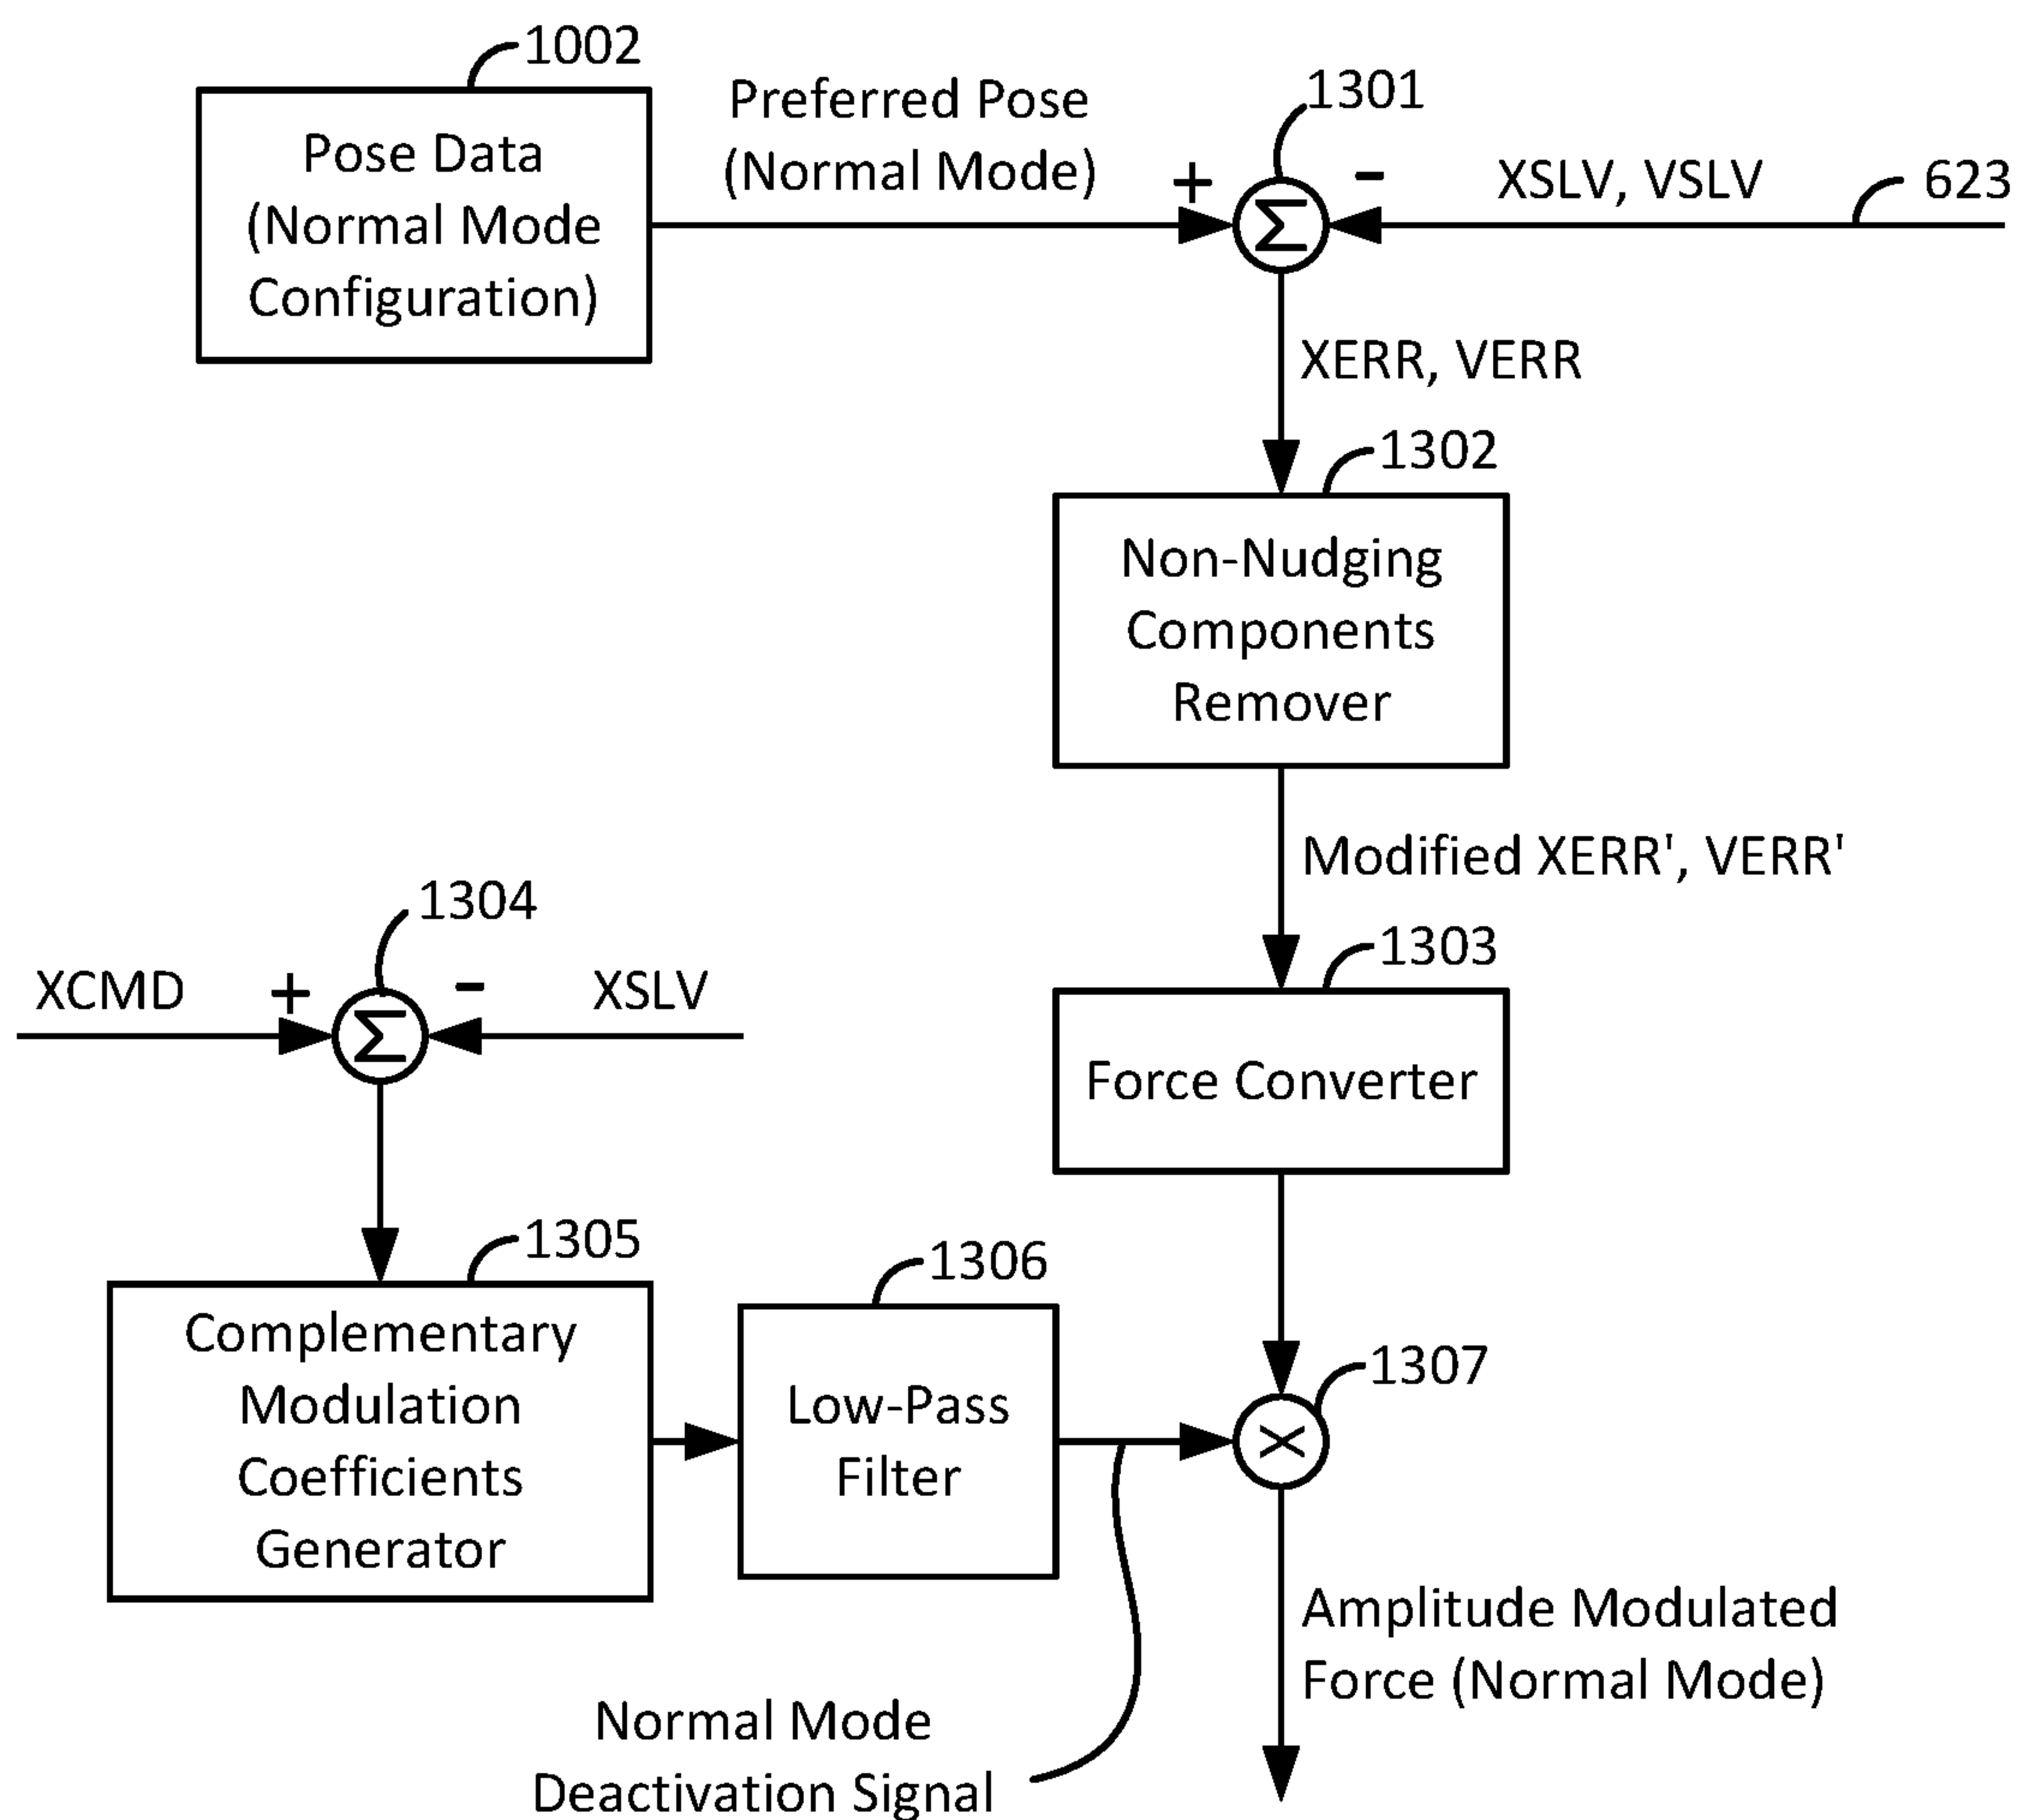 1002
Pose Data
(Normal Mode
Configuration)
Preferred Pose
(Normal Mode)
1301
+
Σ
-
XSLV, VSLV
623
XERR, VERR
1302
Non-Nudging
Components
Remover
Modified XERR', VERR'
1303
Force Converter
1304
XCMD
+
Σ
-
XSLV
1305
Complementary
Modulation
Coefficients
Generator
1306
Low-Pass
Filter
1307
X
Normal Mode
Deactivation Signal
Amplitude Modulated
Force (Normal Mode)